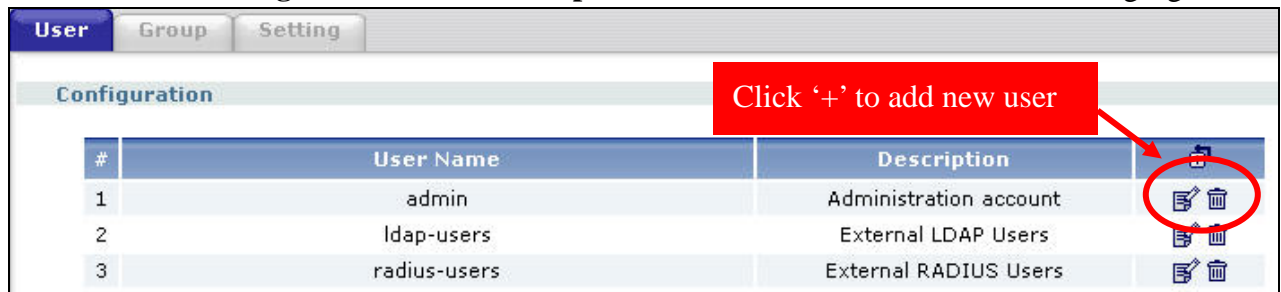 User Group Setting
Configuration
Click ‘+’ to add new user
# User Name Description
1 admin Administration account
2 ldap-users External LDAP Users
3 radius-users External RADIUS Users